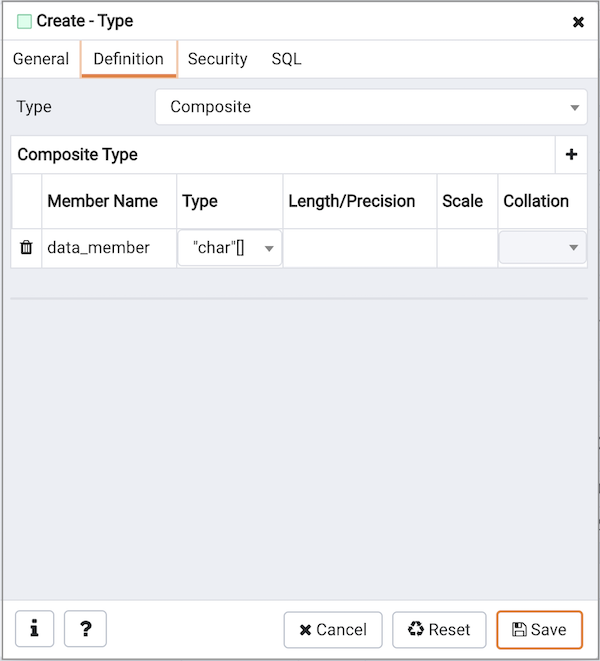 Create - Type
General Definition Security SQL
Type Composite
Composite Type
Member Name Type Length/Precision Scale Collation
data_member "char"[]
i ? Cancel Reset Save